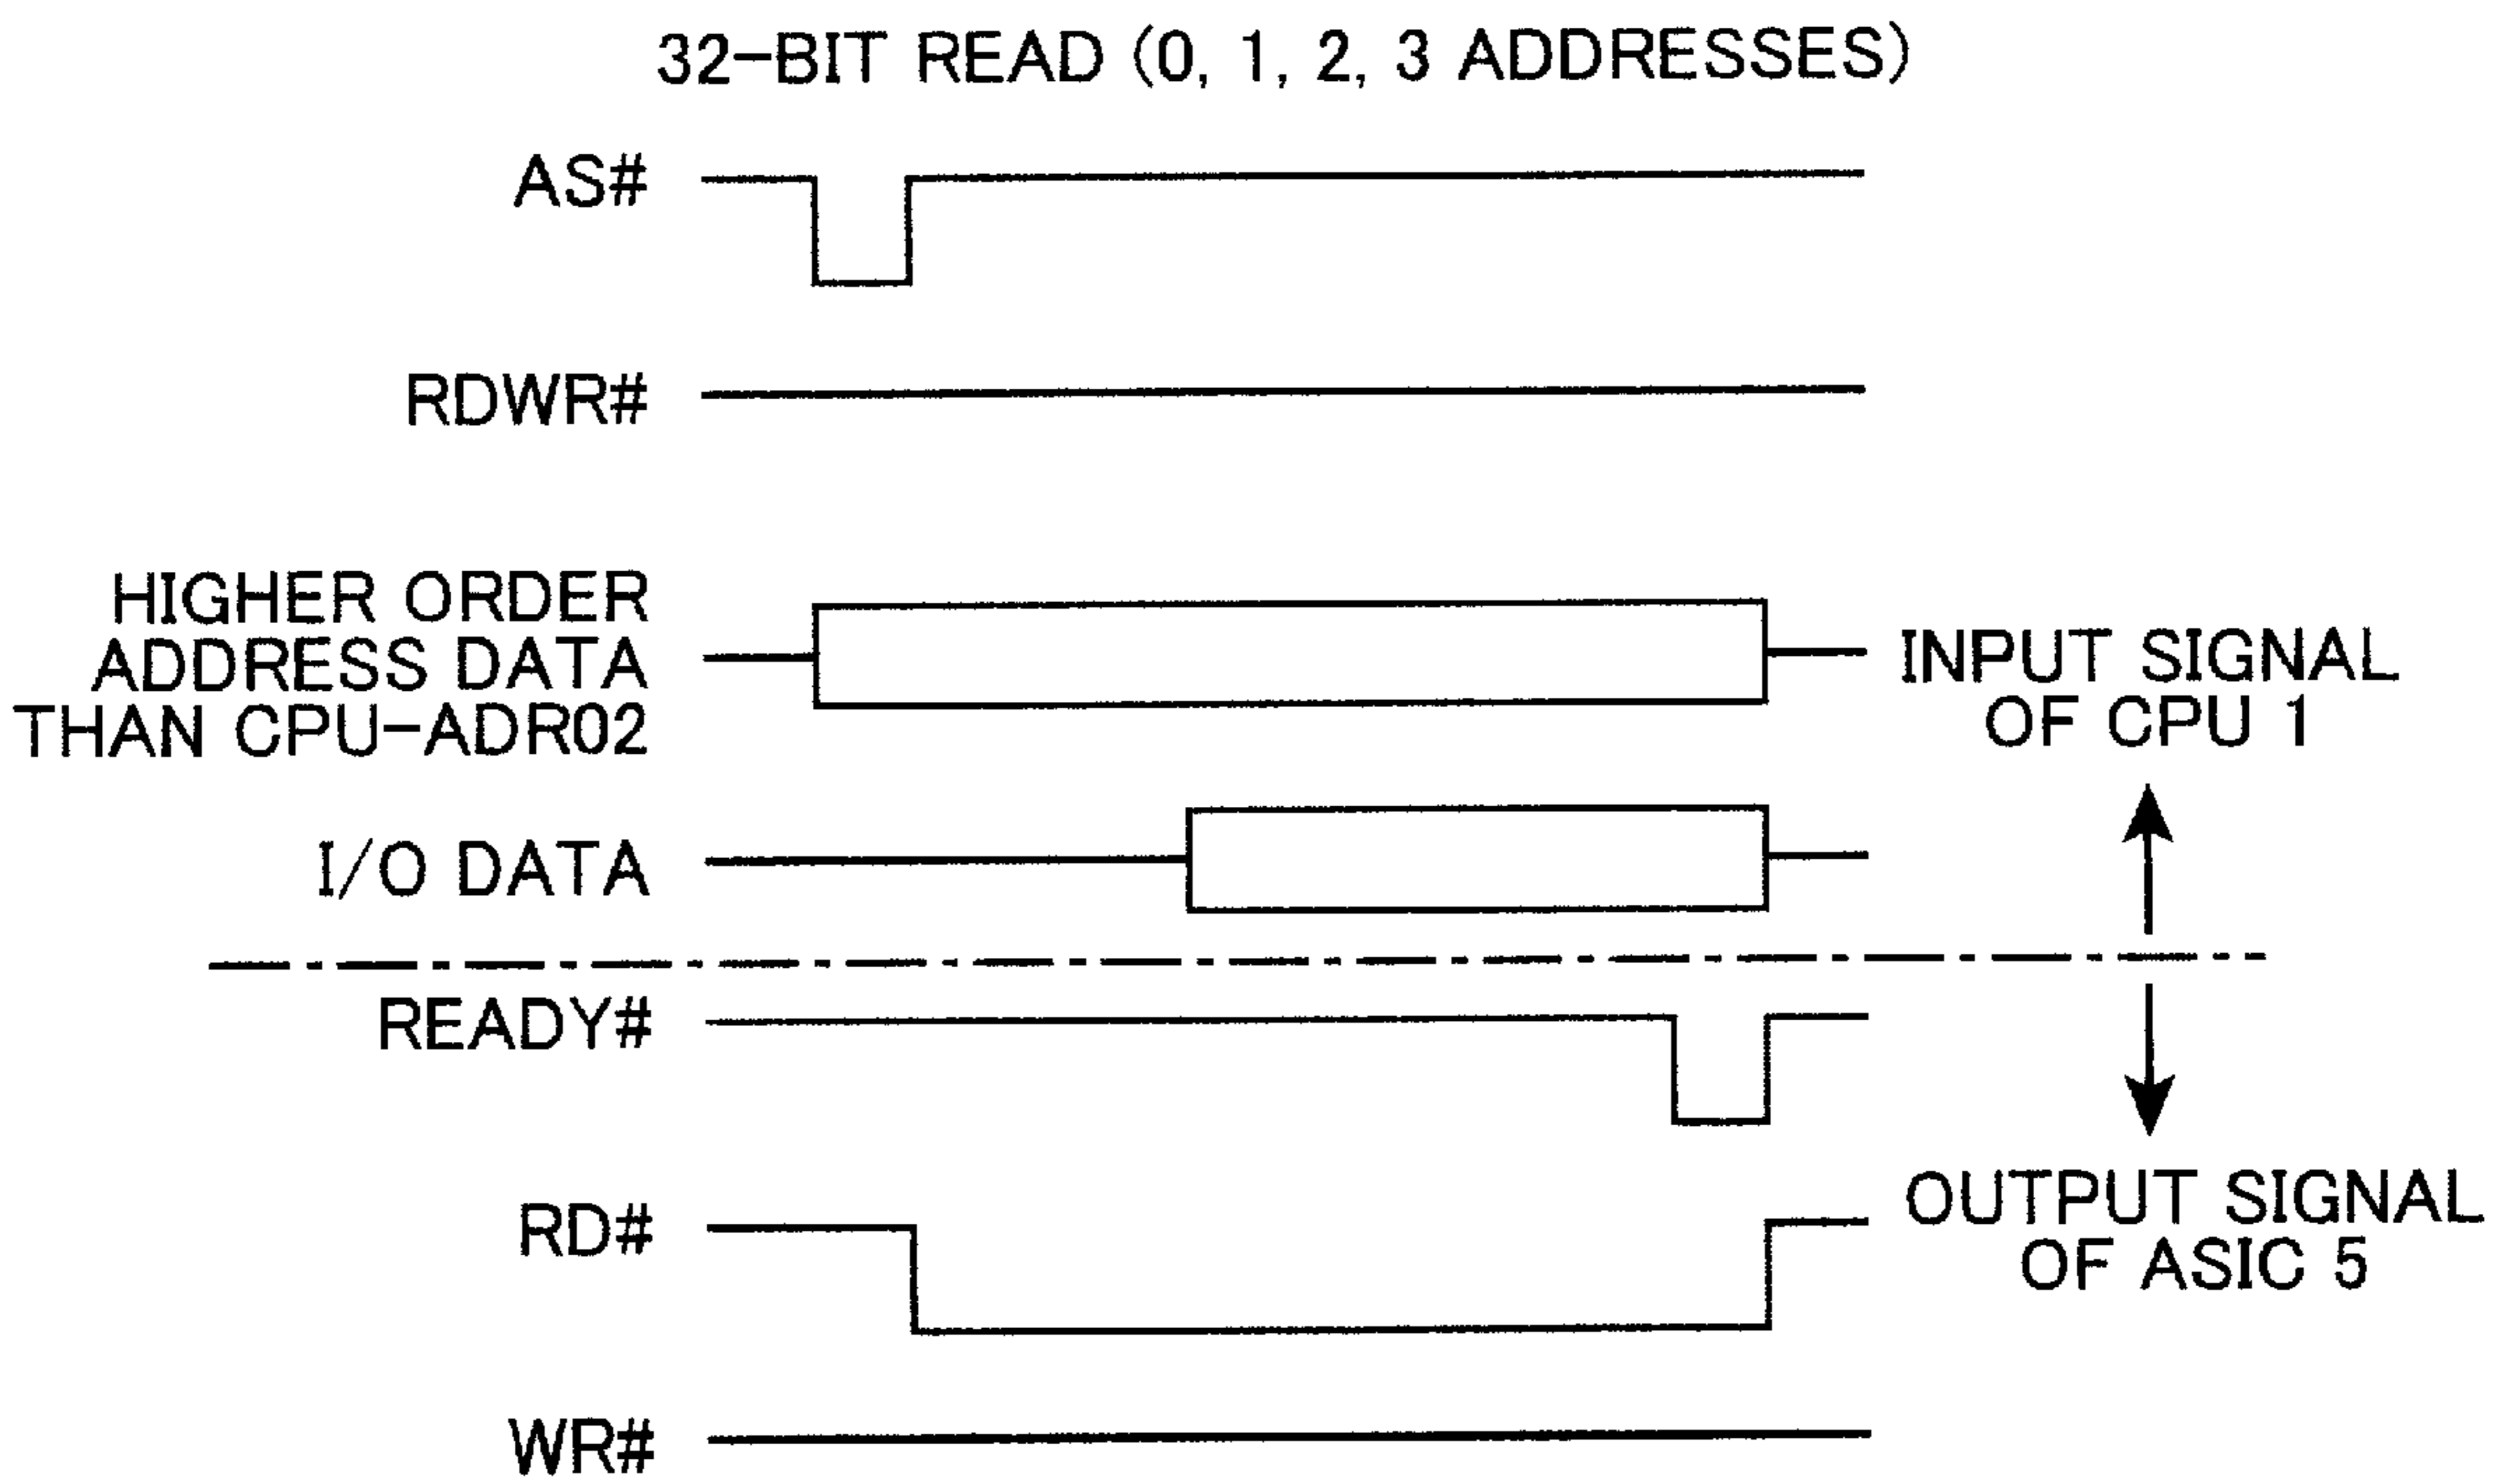 32-BIT READ (0, 1, 2, 3 ADDRESSES)
AS#
RDWR#
HIGHER ORDER
ADDRESS DATA
THAN CPU-ADR02
INPUT SIGNAL
OF CPU 1
I/O DATA
READY#
RD#
OUTPUT SIGNAL
OF ASIC 5
WR#